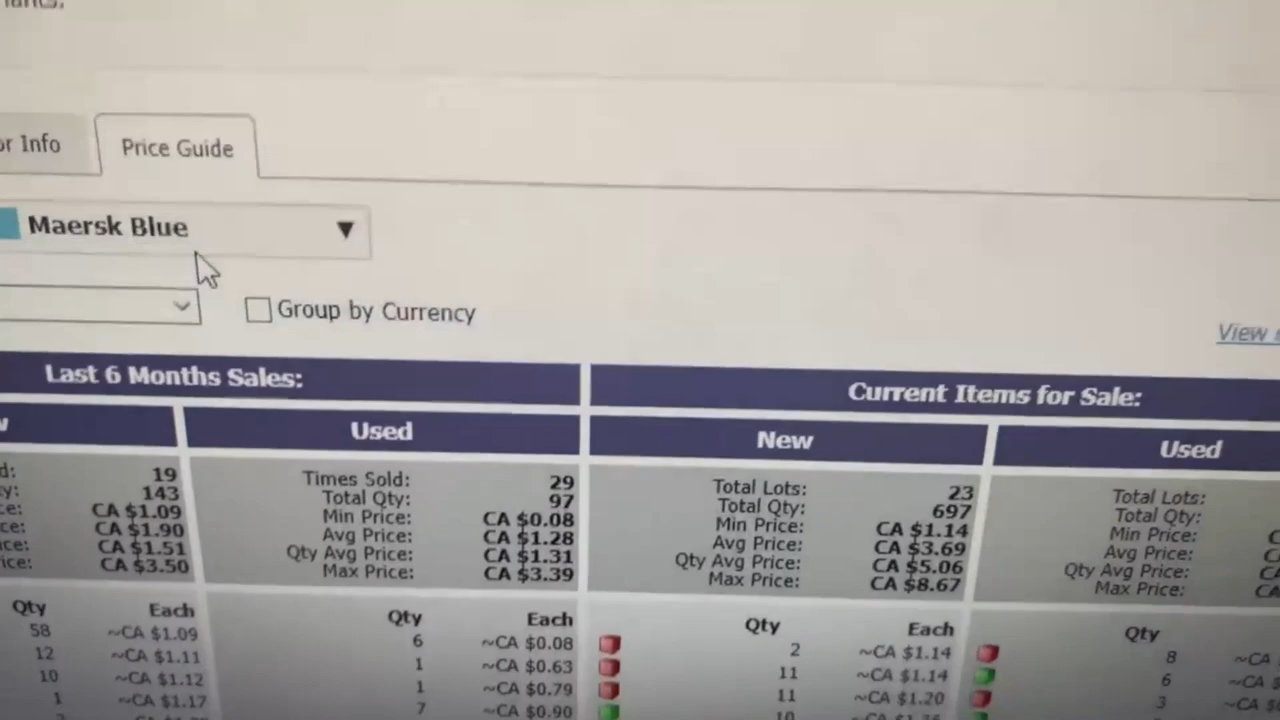 or Info
Price Guide
Maersk Blue
Group by Currency
View
Last 6 Months Sales:
Current Items for Sale:
Used
New
Used
19
143
CA $1.09
CA $1.90
CA $1.51
CA $3.50
Times Sold: 29
Total Qty: 97
Min Price: CA $0.08
Avg Price: CA $1.28
Qty Avg Price: CA $1.31
Max Price: CA $3.39
Total Lots: 23
Total Qty: 697
Min Price: CA $1.14
Avg Price: CA $3.69
Qty Avg Price: CA $5.06
Max Price: CA $8.67
Total Lots:
Total Qty:
Min Price:
Avg Price:
Qty Avg Price:
Max Price:
Qty Each
58 ~CA $1.09
12 ~CA $1.11
10 ~CA $1.12
1 ~CA $1.17
Qty Each
6 ~CA $0.08
1 ~CA $0.63
1 ~CA $0.79
7 ~CA $0.90
Qty Each
2 ~CA $1.14
11 ~CA $1.14
11 ~CA $1.20
10
Qty
8 ~CA
6 ~CA
3 ~CA